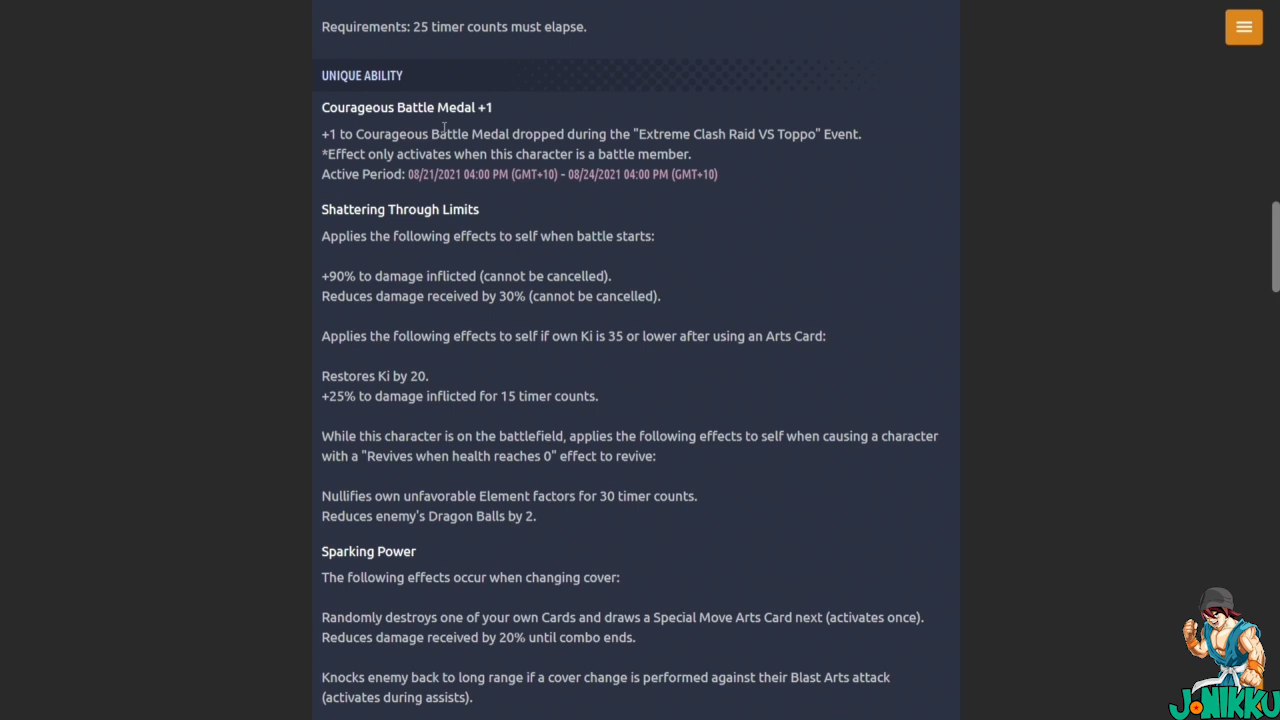 Requirements: 25 timer counts must elapse.
UNIQUE ABILITY
Courageous Battle Medal +1
+1 to Courageous Battle Medal dropped during the "Extreme Clash Raid VS Toppo" Event.
*Effect only activates when this character is a battle member.
Active Period: 08/21/2021 04:00 PM (GMT+10) - 08/24/2021 04:00 PM (GMT+10)
Shattering Through Limits
Applies the following effects to self when battle starts:
+90% to damage inflicted (cannot be cancelled).
Reduces damage received by 30% (cannot be cancelled).
Applies the following effects to self if own Ki is 35 or lower after using an Arts Card:
Restores Ki by 20.
+25% to damage inflicted for 15 timer counts.
While this character is on the battlefield, applies the following effects to self when causing a character
with a "Revives when health reaches 0" effect to revive:
Nullifies own unfavorable Element factors for 30 timer counts.
Reduces enemy's Dragon Balls by 2.
Sparking Power
The following effects occur when changing cover:
Randomly destroys one of your own Cards and draws a Special Move Arts Card next (activates once).
Reduces damage received by 20% until combo ends.
Knocks enemy back to long range if a cover change is performed against their Blast Arts attack
(activates during assists).
JONIKKU